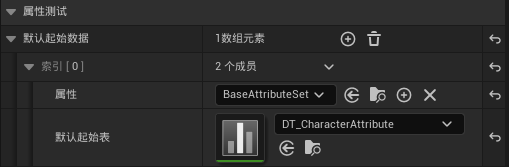 属性测试
默认起始数据 1数组元素
索引 [ 0 ] 2 个成员
属性 BaseAttributeSet
默认起始表 DT_CharacterAttribute